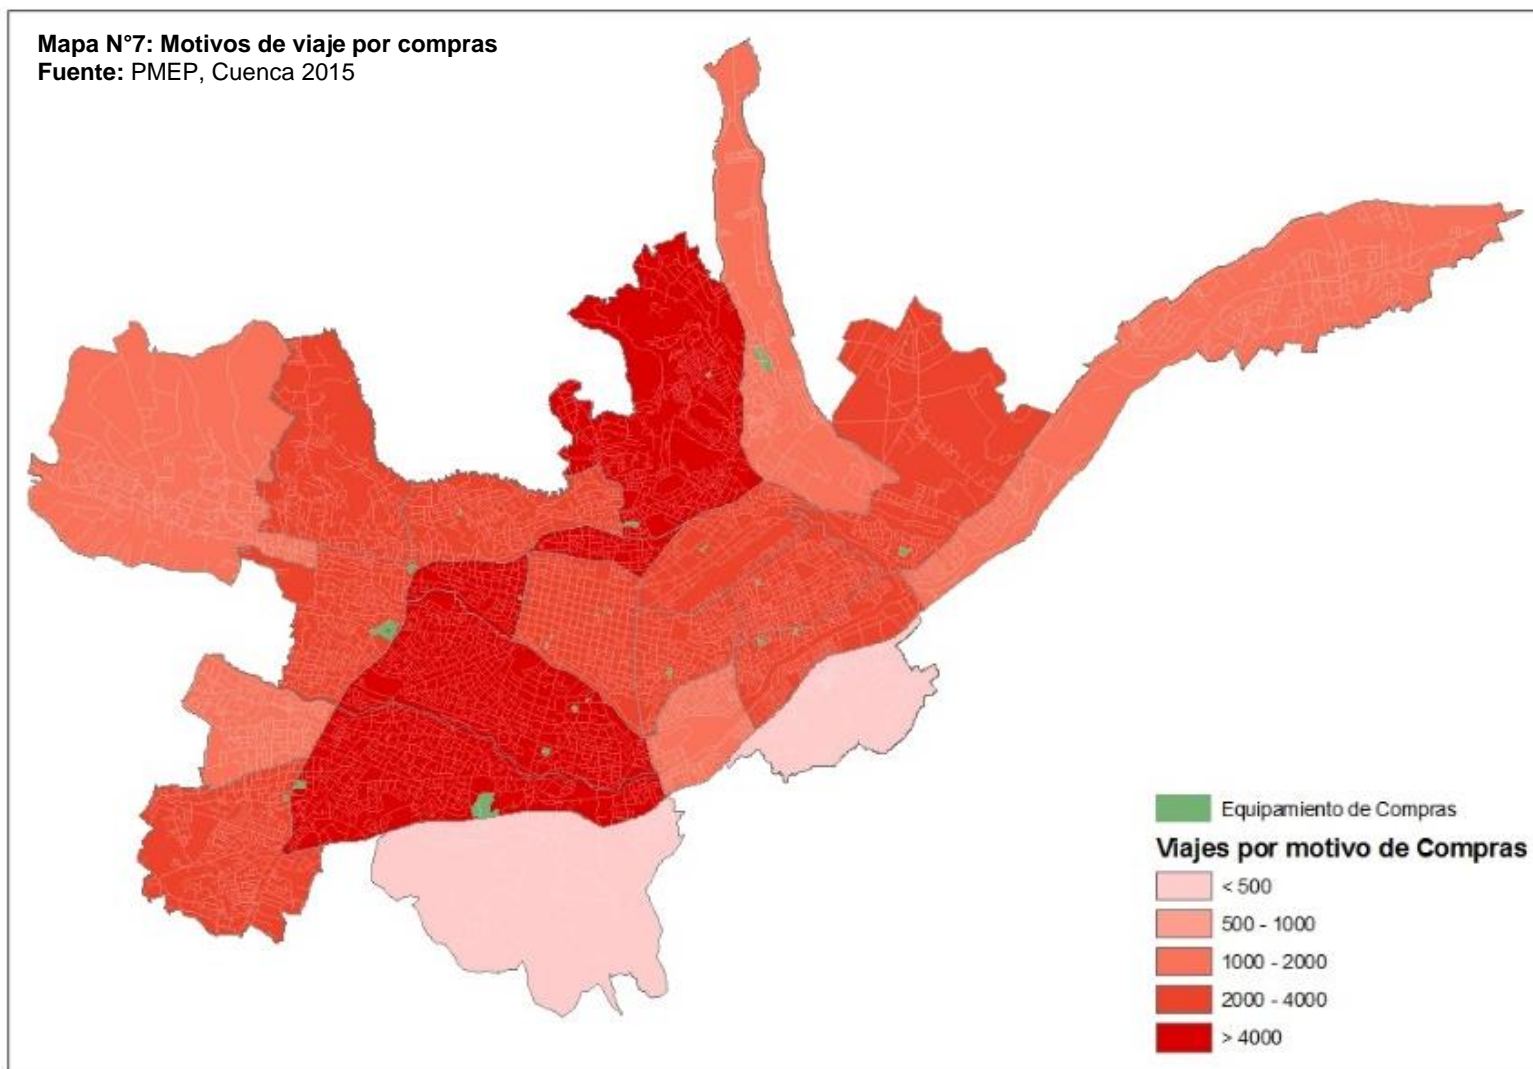 Mapa N°7: Motivos de viaje por compras
Fuente: PMEP, Cuenca 2015
Equipamiento de Compras
Viajes por motivo de Compras
< 500
500 - 1000
1000 - 2000
2000 - 4000
> 4000